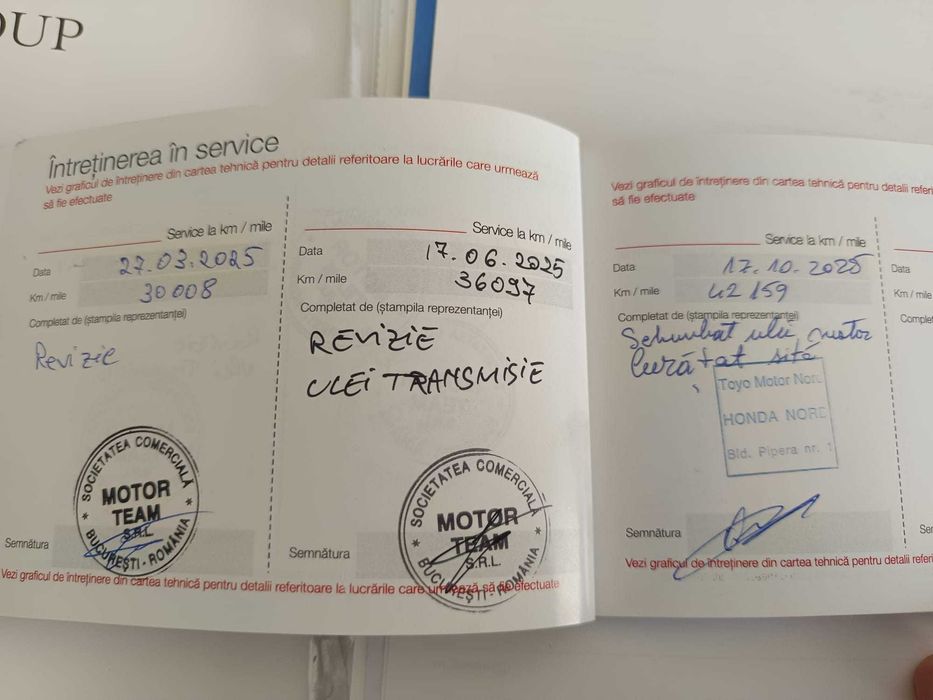 OUP
Întreținerea în service
Vezi graficul de întreținere din cartea tehnică pentru detalii referitoare la lucrările care urmează
să fie efectuate
Service la km / mile
Data 27.03.2025
Km / mile 30008
Completat de (ștampila reprezentanței)
Revizie
SOCIETATEA COMERCIALĂ
MOTOR
TEAM
S.R.L
BUCUREȘTI - ROMÂNIA
Semnătura
Service la km / mile
Data 17.06.2025
Km / mile 36097
Completat de (ștampila reprezentanței)
REVIZIE
ULEI TRANSMISIE
SOCIETATEA COMERCIALĂ
MOTOR
TEAM
S.R.L.
BUCUREȘTI - ROMÂNIA
Semnătura
Vezi graficul de întreținere din cartea tehnică pentru detalii referitoare la lucrările care urmează să fie efectuate
Vezi graficul de întreținere din cartea tehnică pentru detalii refer
să fie efectuate
Service la km / mile
Data 17.10.2025
Km / mile 42159
Completat de (ștampila reprezentanței)
Schimbat ulei motor
Curătat site
Toyo Motor Nord
HONDA NORD
Bld. Pipera nr. 1
Semnătura
Vezi graficul de întreținere din cartea tehnică pentru detalii referi
Data
Km / mile
Complet
Ser